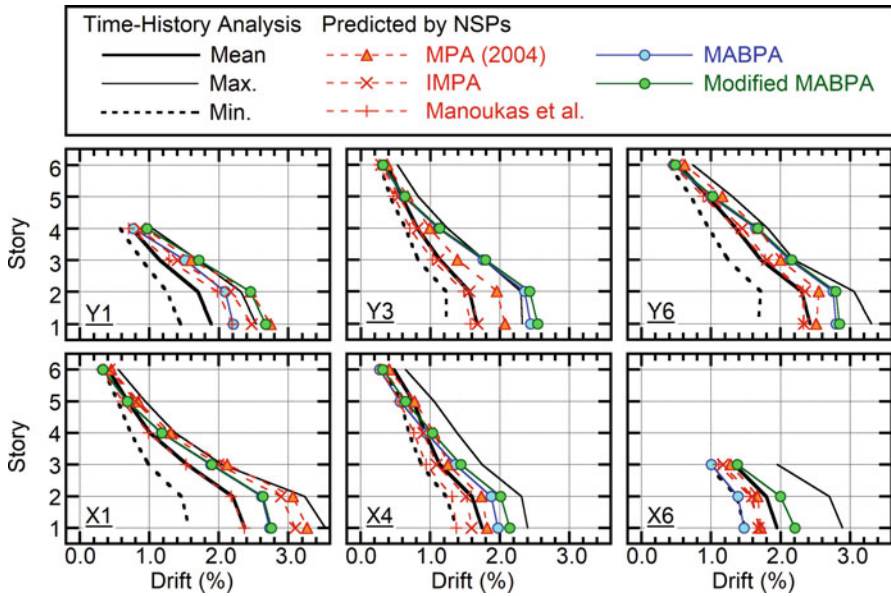 Time-History Analysis Predicted by NSPs
Mean MPA (2004) MABPA
Max. IMPA Modified MABPA
Min. Manoukas et al.
Story
6
5
4
3
2
1
Y1
Y3
Y6
Story
6
5
4
3
2
1
X1
X4
X6
0.0 1.0 2.0 3.0 0.0 1.0 2.0 3.0 0.0 1.0 2.0 3.0
Drift (%) Drift (%) Drift (%)